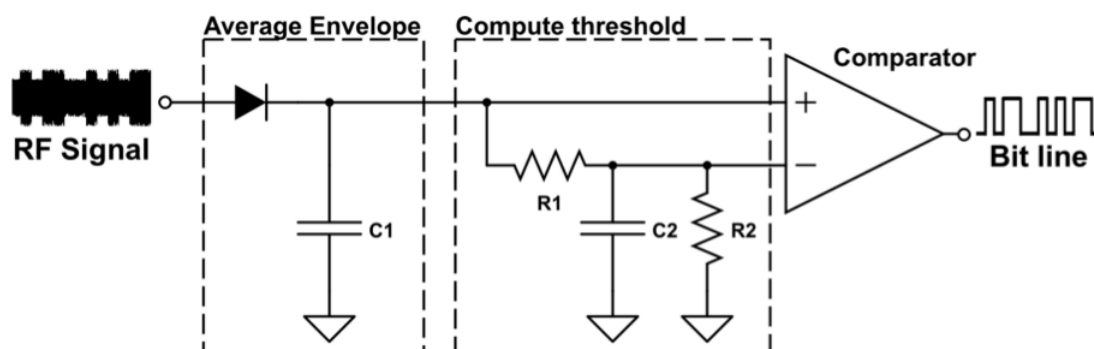 Average Envelope
Compute threshold
Comparator
RF Signal
+
−
Bit line
R1
C1
C2
R2